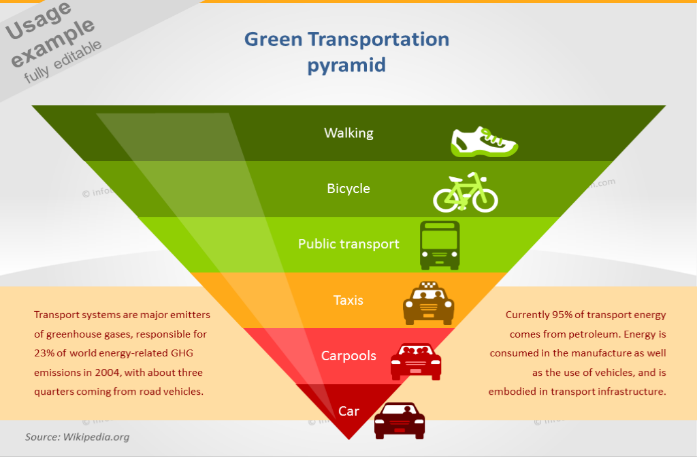 Usage
example
fully editable
Green Transportation
pyramid
Walking
Bicycle
Public transport
Taxis
Carpools
Car
Transport systems are major emitters
of greenhouse gases, responsible for
23% of world energy-related GHG
emissions in 2004, with about three
quarters coming from road vehicles.
Currently 95% of transport energy
comes from petroleum. Energy is
consumed in the manufacture as well
as the use of vehicles, and is
embodied in transport infrastructure.
Source: Wikipedia.org